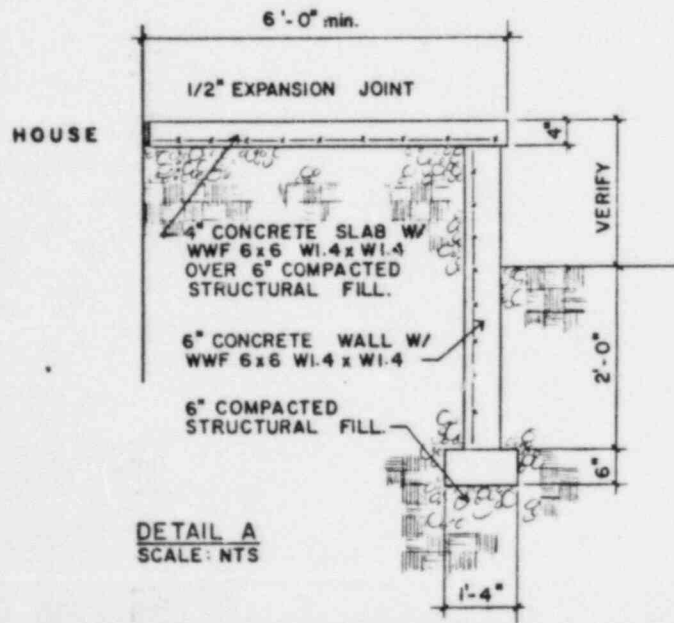 6'-0" min.
1/2" EXPANSION JOINT
HOUSE
4"
VERIFY
4" CONCRETE SLAB W/
WWF 6x6 W1.4 x W1.4
OVER 6" COMPACTED
STRUCTURAL FILL.
6" CONCRETE WALL W/
WWF 6x6 W1.4 x W1.4
2'-0"
6" COMPACTED
STRUCTURAL FILL.
6"
DETAIL A
SCALE: NTS
1'-4"